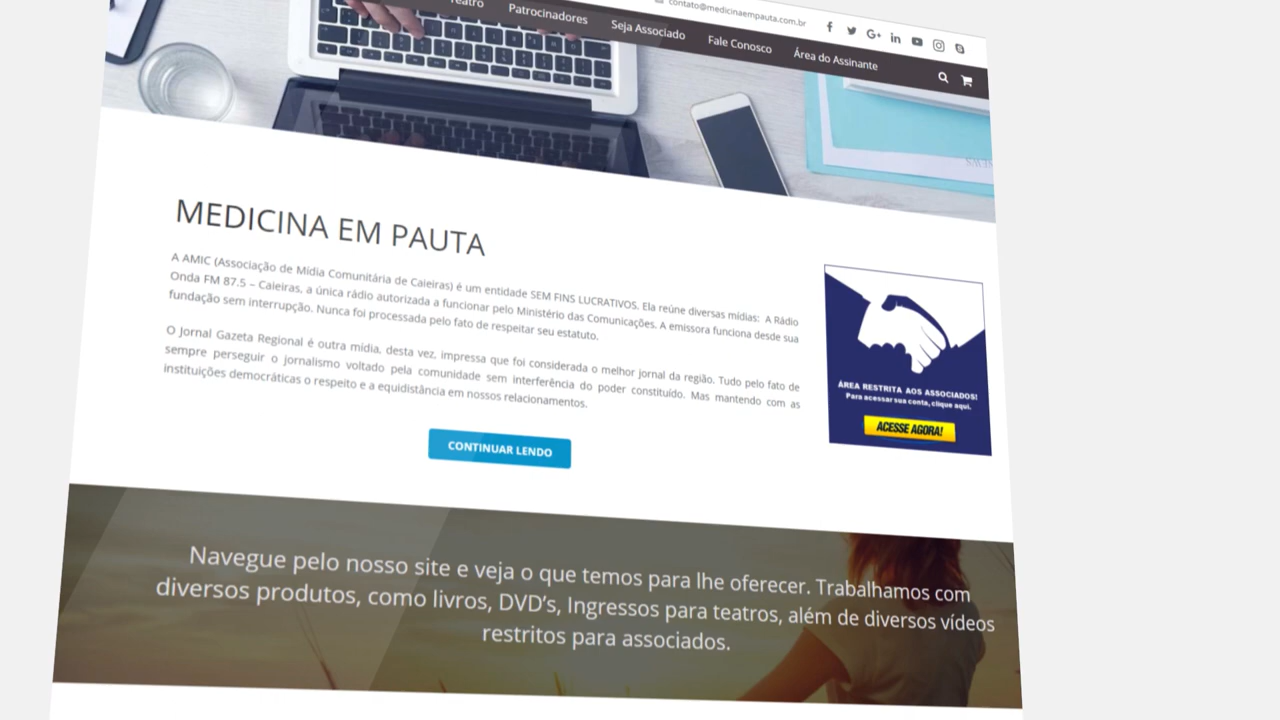 contato@medicinaempauta.com.br
Teatro Patrocinadores Seja Associado Fale Conosco Área do Assinante
MEDICINA EM PAUTA
A AMIC (Associação de Mídia Comunitária de Caieiras) é um entidade SEM FINS LUCRATIVOS. Ela reúne diversas mídias: A Rádio
Onda FM 87.5 – Caieiras, a única rádio autorizada a funcionar pelo Ministério das Comunicações. A emissora funciona desde sua
fundação sem interrupção. Nunca foi processada pelo fato de respeitar seu estatuto.
O Jornal Gazeta Regional é outra mídia, desta vez, impressa que foi considerada o melhor jornal da região. Tudo pelo fato de
sempre perseguir o jornalismo voltado pela comunidade sem interferência do poder constituído. Mas mantendo com as
instituições democráticas o respeito e a equidistância em nossos relacionamentos.
CONTINUAR LENDO
ÁREA RESTRITA AOS ASSOCIADOS!
Para acessar sua conta, clique aqui.
ACESSE AGORA!
Navegue pelo nosso site e veja o que temos para lhe oferecer. Trabalhamos com
diversos produtos, como livros, DVD’s, Ingressos para teatros, além de diversos vídeos
restritos para associados.